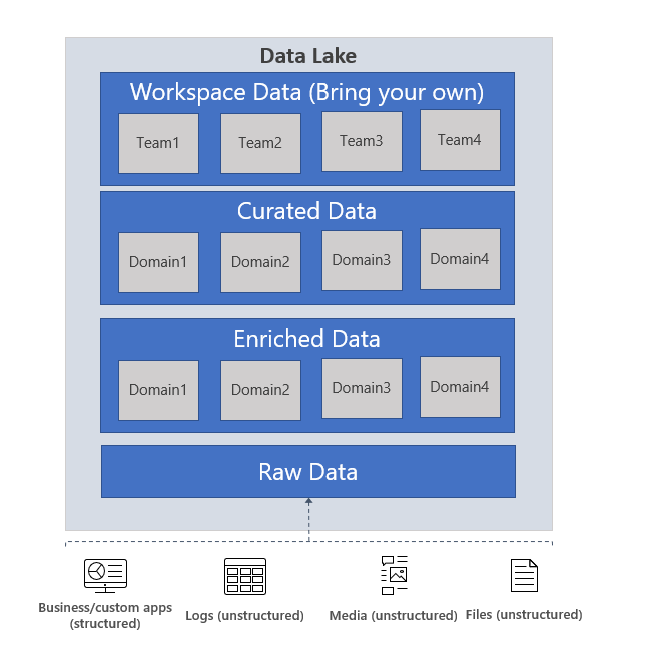 Data Lake
Workspace Data (Bring your own)
Team1 Team2 Team3 Team4
Curated Data
Domain1 Domain2 Domain3 Domain4
Enriched Data
Domain1 Domain2 Domain3 Domain4
Raw Data
Business/custom apps
(structured)
Logs (unstructured)
Media (unstructured)
Files (unstructured)